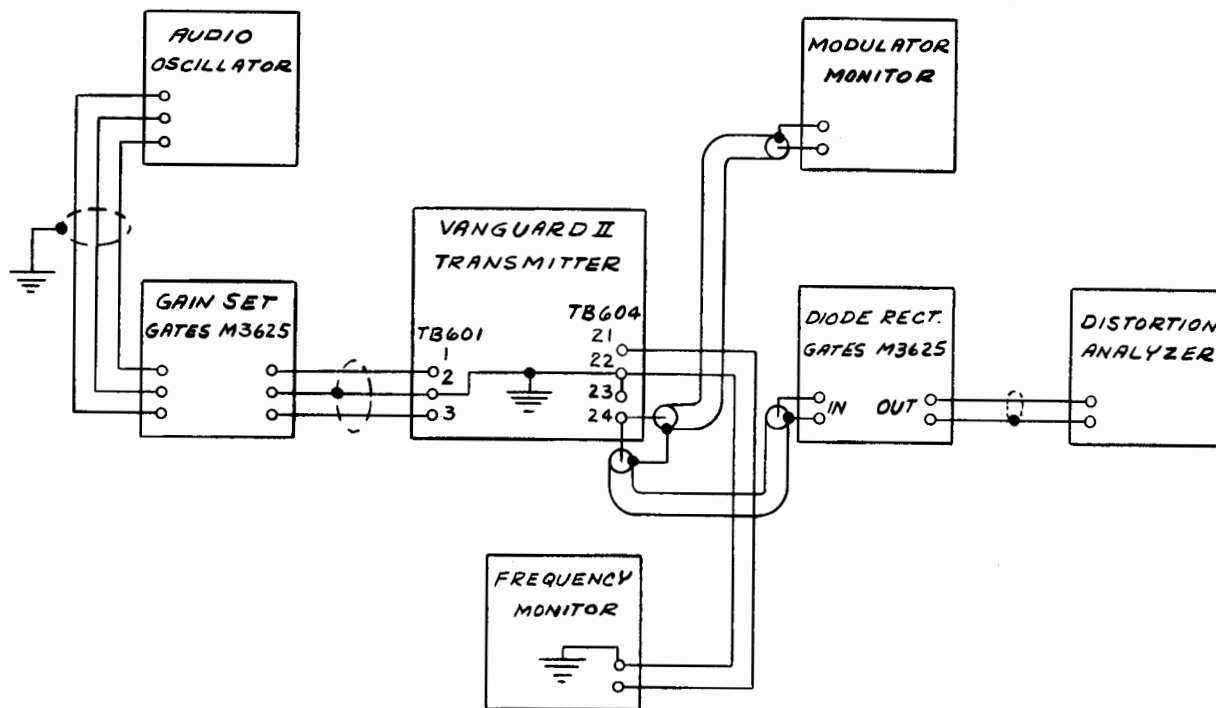 AUDIO
OSCILLATOR
MODULATOR
MONITOR
VANGUARD II
TRANSMITTER
GAIN SET
GATES M3625
TB601
1
2
3
TB604
21
22
23
24
DIODE RECT.
GATES M3625
IN OUT
DISTORTION
ANALYZER
FREQUENCY
MONITOR